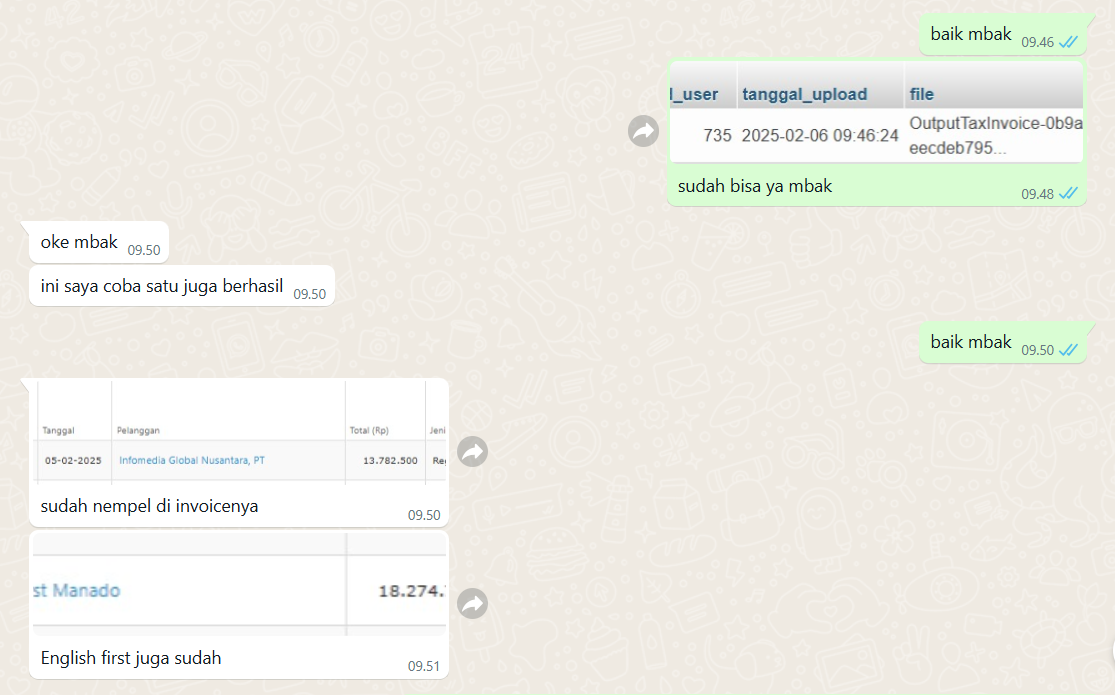 baik mbak 09.46
l_user tanggal_upload file
735 2025-02-06 09:46:24 OutputTaxInvoice-0b9a
eecdeb795...
sudah bisa ya mbak 09.48
oke mbak 09.50
ini saya coba satu juga berhasil 09.50
baik mbak 09.50
Tanggal Pelanggan Total (Rp) Jeni
05-02-2025 Infomedia Global Nusantara, PT 13.782.500 Re
sudah nempel di invoicenya 09.50
st Manado 18.274.
English first juga sudah 09.51